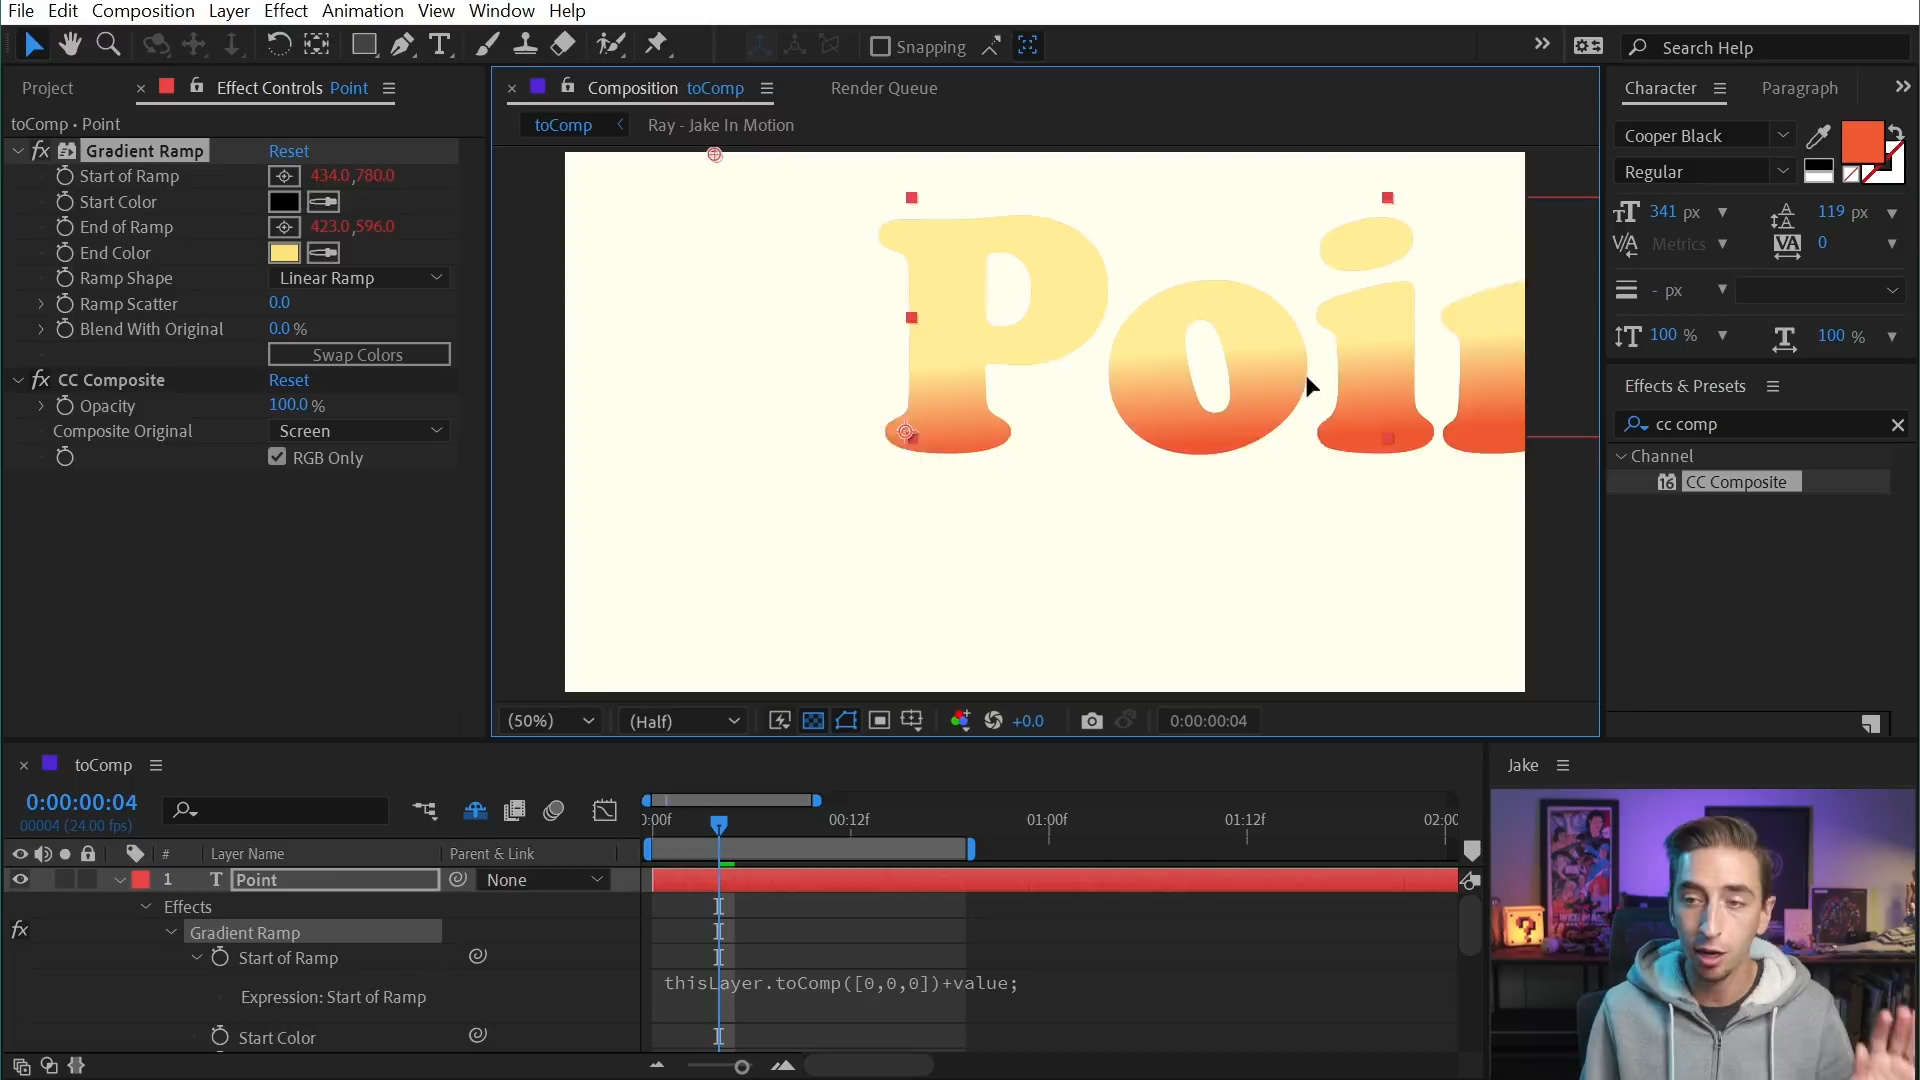 File Edit Composition Layer Effect Animation View Window Help
Snapping
Search Help
Project
Effect Controls Point
Composition toComp
Render Queue
Character
Paragraph
toComp • Point
toComp
Ray - Jake In Motion
fx Gradient Ramp Reset
Start of Ramp 434.0,780.0
Start Color
End of Ramp 423.0,596.0
End Color
Ramp Shape Linear Ramp
Ramp Scatter 0.0
Blend With Original 0.0 %
Swap Colors
fx CC Composite Reset
Opacity 100.0 %
Composite Original Screen
RGB Only
Poin
Cooper Black
Regular
341 px
119 px
Metrics
0
- px
100 %
100 %
Effects & Presets
cc comp
Channel
16 CC Composite
(50%)
(Half)
+0.0
0:00:00:04
toComp
0:00:00:04
00004 (24.00 fps)
0:00f 00:12f 01:00f 01:12f 02:00
# Layer Name Parent & Link
1 T Point None
Effects
fx Gradient Ramp
Start of Ramp
Expression: Start of Ramp
thisLayer.toComp([0,0,0])+value;
Start Color
Jake